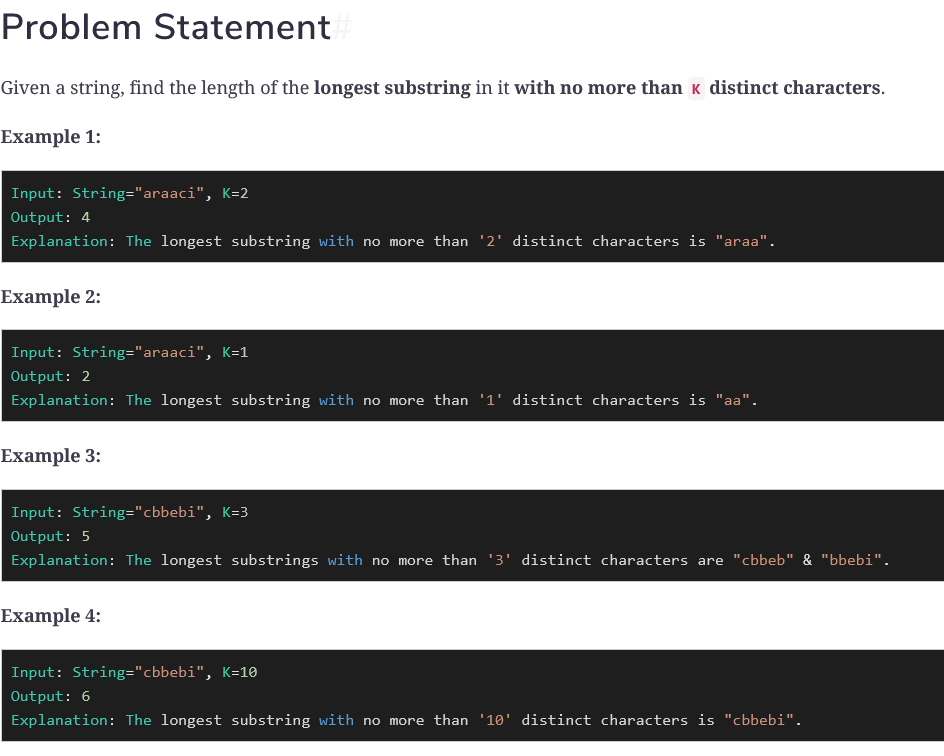 Problem Statement#
Given a string, find the length of the longest substring in it with no more than K distinct characters.
Example 1:
Input: String="araaci", K=2
Output: 4
Explanation: The longest substring with no more than '2' distinct characters is "araa".
Example 2:
Input: String="araaci", K=1
Output: 2
Explanation: The longest substring with no more than '1' distinct characters is "aa".
Example 3:
Input: String="cbbebi", K=3
Output: 5
Explanation: The longest substrings with no more than '3' distinct characters are "cbbeb" & "bbebi".
Example 4:
Input: String="cbbebi", K=10
Output: 6
Explanation: The longest substring with no more than '10' distinct characters is "cbbebi".